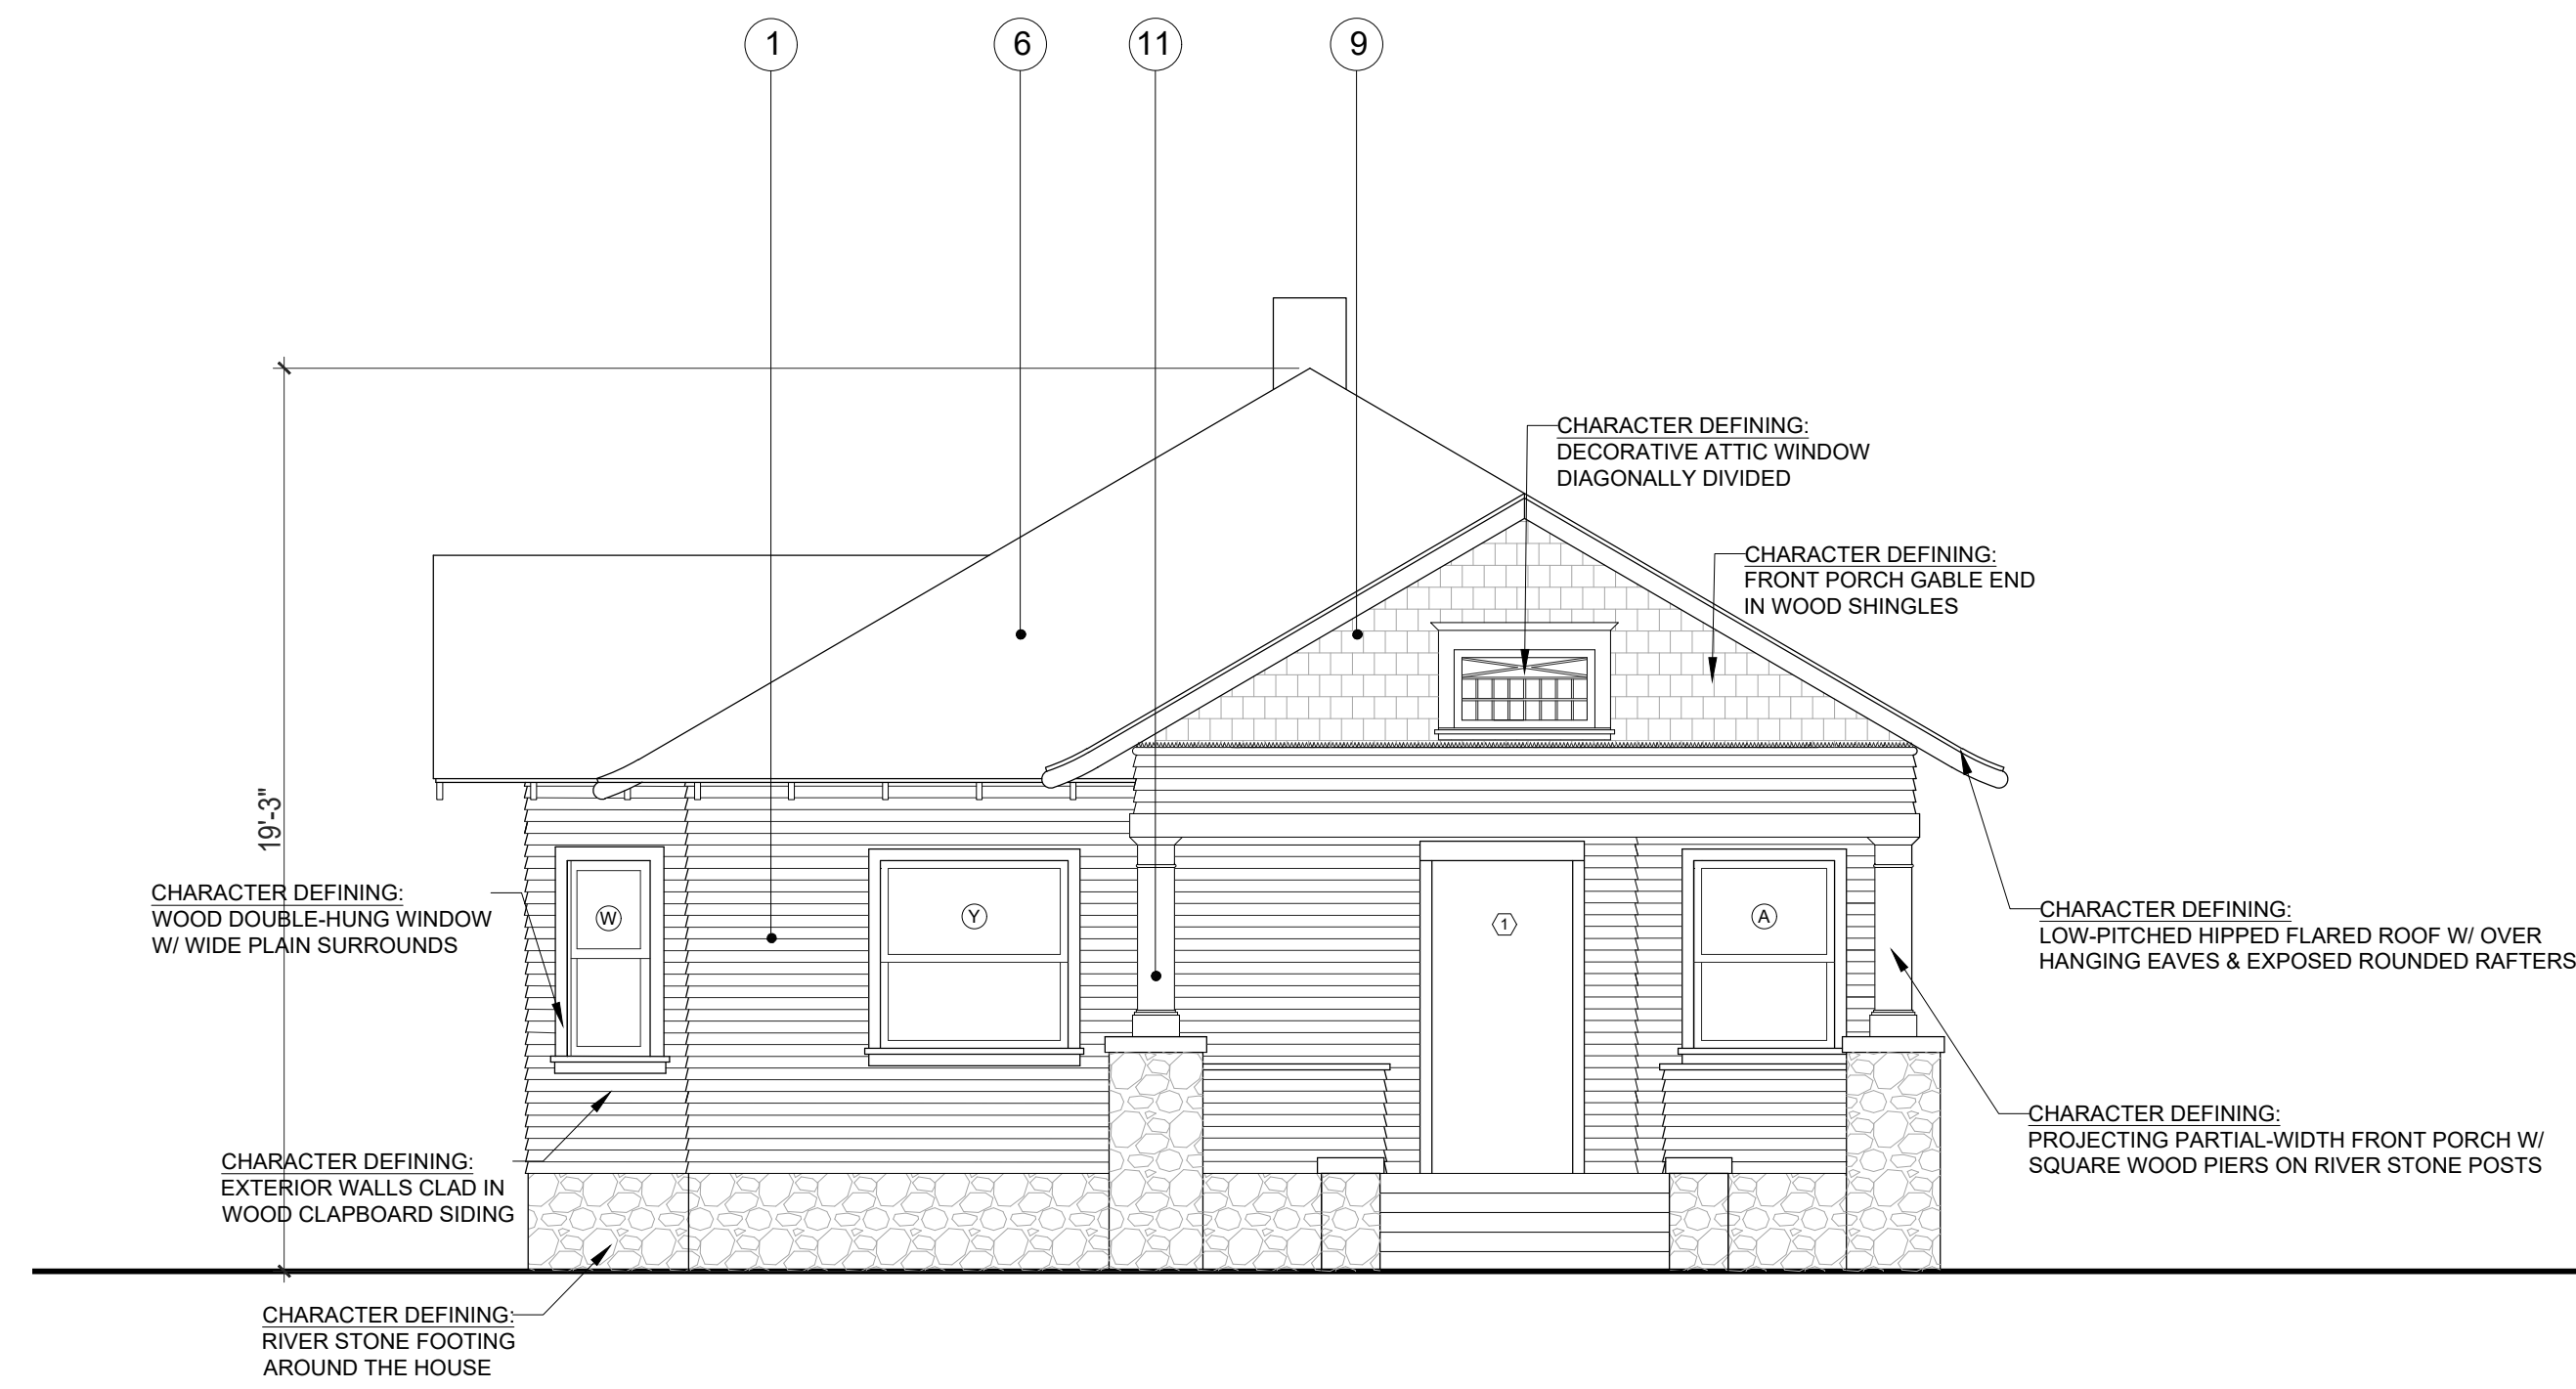 1
6
11
9
CHARACTER DEFINING:
DECORATIVE ATTIC WINDOW
DIAGONALLY DIVIDED
CHARACTER DEFINING:
FRONT PORCH GABLE END
IN WOOD SHINGLES
19'-3"
CHARACTER DEFINING:
WOOD DOUBLE-HUNG WINDOW
W/ WIDE PLAIN SURROUNDS
W
Y
1
A
CHARACTER DEFINING:
LOW-PITCHED HIPPED FLARED ROOF W/ OVER
HANGING EAVES & EXPOSED ROUNDED RAFTERS
CHARACTER DEFINING:
PROJECTING PARTIAL-WIDTH FRONT PORCH W/
SQUARE WOOD PIERS ON RIVER STONE POSTS
CHARACTER DEFINING:
EXTERIOR WALLS CLAD IN
WOOD CLAPBOARD SIDING
CHARACTER DEFINING:
RIVER STONE FOOTING
AROUND THE HOUSE